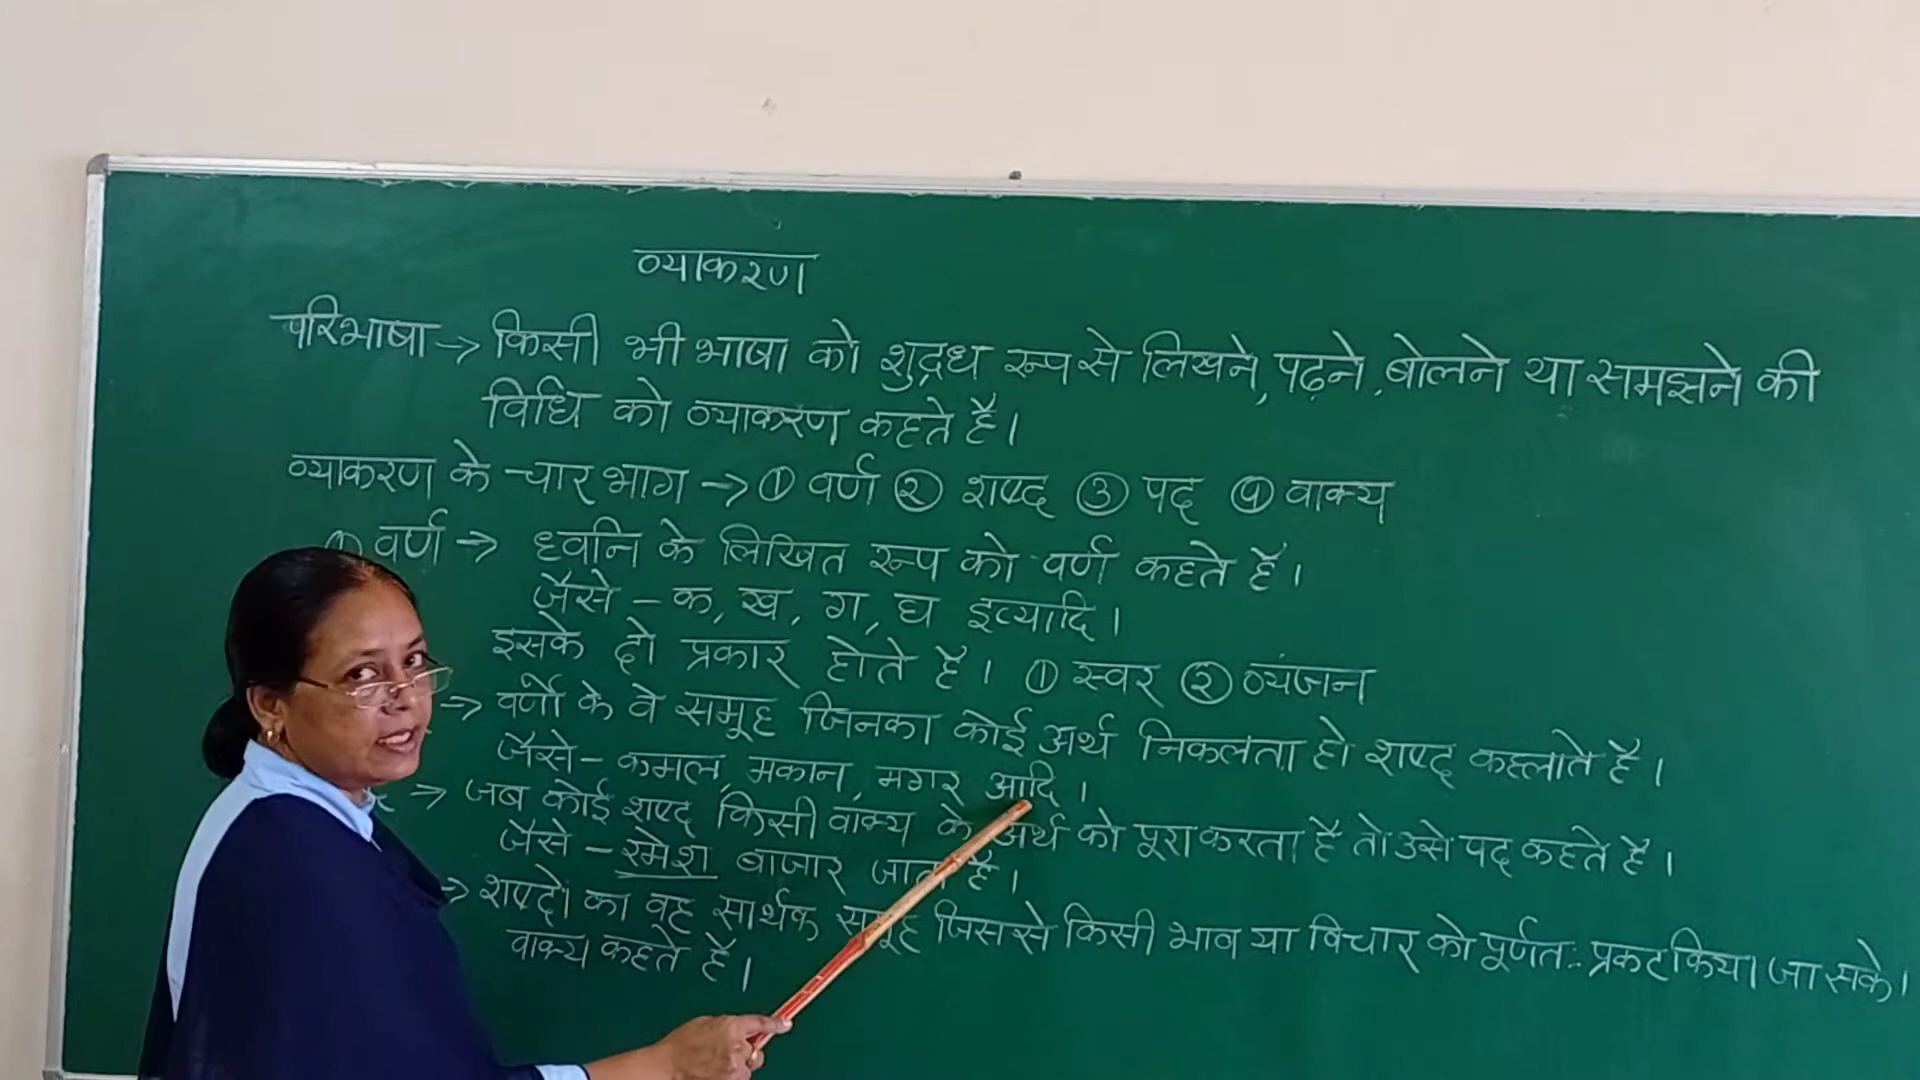 व्याकरण
परिभाषा → किसी भी भाषा को शुद्रध रूप से लिखने, पढ़ने, बोलने या समझने की
विधि को व्याकरण कहते है।
व्याकरण के चार भाग → ① वर्ण ② शब्द ③ पद ④ वाक्य
① वर्ण → ध्वनि के लिखित रूप को वर्ण कहते है।
जैसे – क, ख, ग, घ इत्यादि।
इसके दो प्रकार होते है। ① स्वर ② व्यंजन
→ वर्णो के वे समूह जिनका कोई अर्थ निकलता हो शब्द कहलाते है।
जैसे – कमल, मकान, मगर आदि।
→ जब कोई शब्द किसी वाक्य के अर्थ को पूरा करता है तो उसे पद कहते है।
जैसे – रमेश बाजार जाता है।
→ शब्दो का वह सार्थक समूह जिससे किसी भाव या विचार को पूर्णतः प्रकट किया जा सके।
वाक्य कहते है।